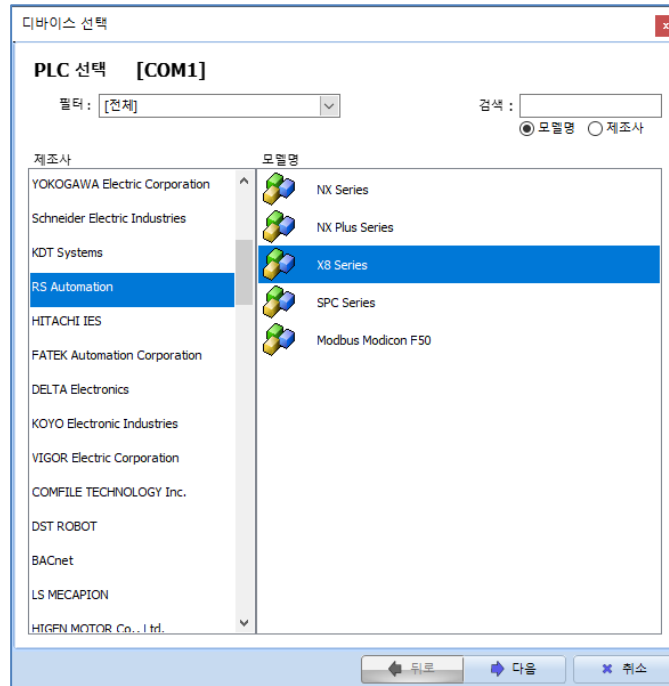 디바이스 선택
x
PLC 선택 [COM1]
필터 : [전체]
검색 :
모델명 제조사
제조사
모델명
YOKOGAWA Electric Corporation
Schneider Electric Industries
KDT Systems
RS Automation
HITACHI IES
FATEK Automation Corporation
DELTA Electronics
KOYO Electronic Industries
VIGOR Electric Corporation
COMFILE TECHNOLOGY Inc.
DST ROBOT
BACnet
LS MECAPION
HIGEN MOTOR Co., Ltd.
NX Series
NX Plus Series
X8 Series
SPC Series
Modbus Modicon F50
뒤로 다음 취소